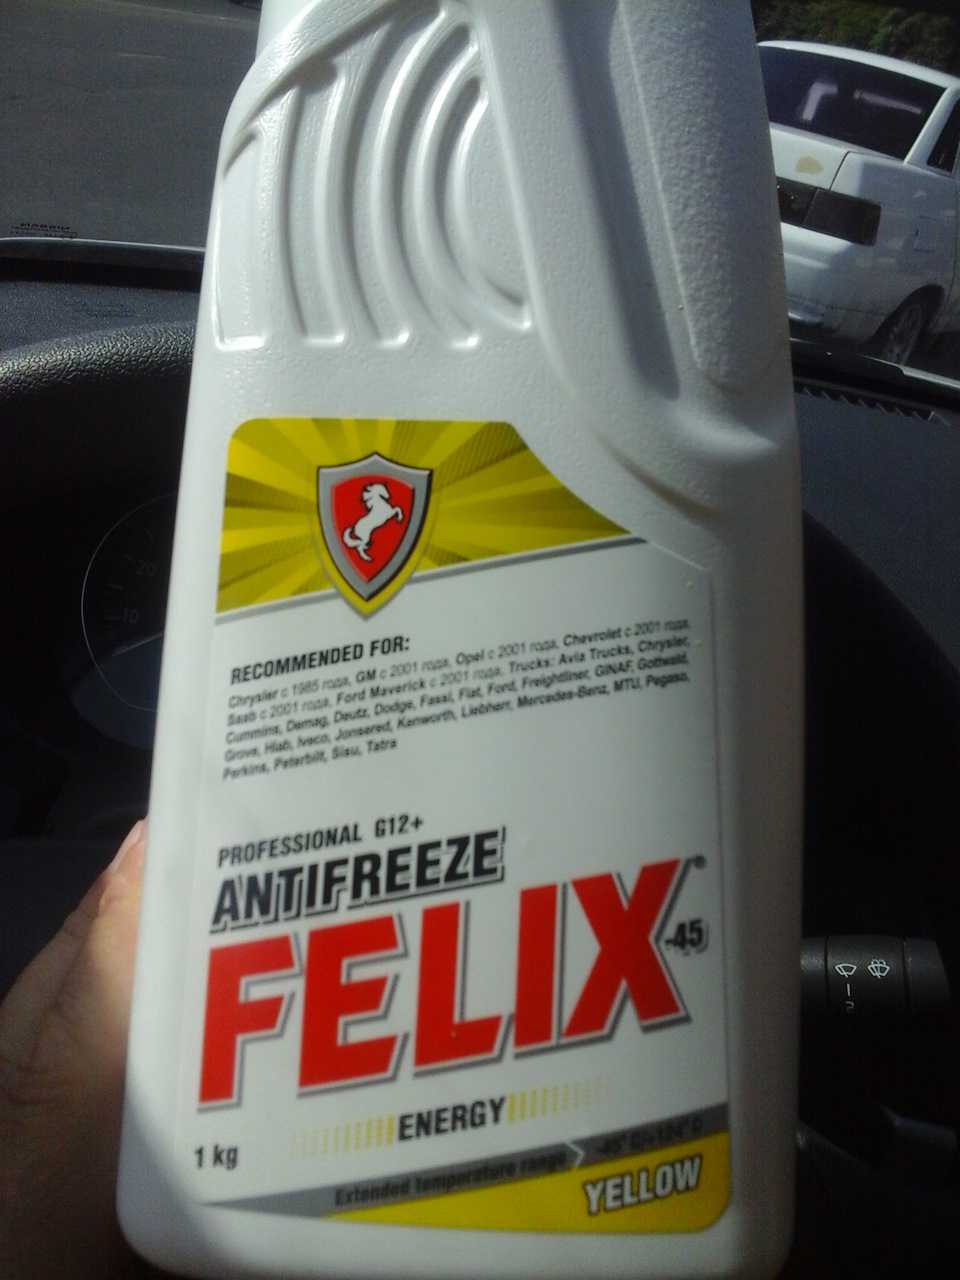 RECOMMENDED FOR:
Chrysler с 1985 года, GM с 2001 года, Opel с 2001 года, Chevrolet с 2001 года,
Saab с 2001 года, Ford Maverick с 2001 года. Trucks: Avia Trucks, Chrysler,
Cummins, Demag, Deutz, Dodge, Fassi, Fiat, Ford, Freightliner, GINAF, Gottwald,
Grove, Hiab, Iveco, Jonsered, Kenworth, Liebherr, Mercedes-Benz, MTU, Pegaso,
Perkins, Peterbilt, Sisu, Tatra
PROFESSIONAL G12+
ANTIFREEZE
FELIX®
-45
ENERGY
1 kg
Extended temperature range
YELLOW
20
10